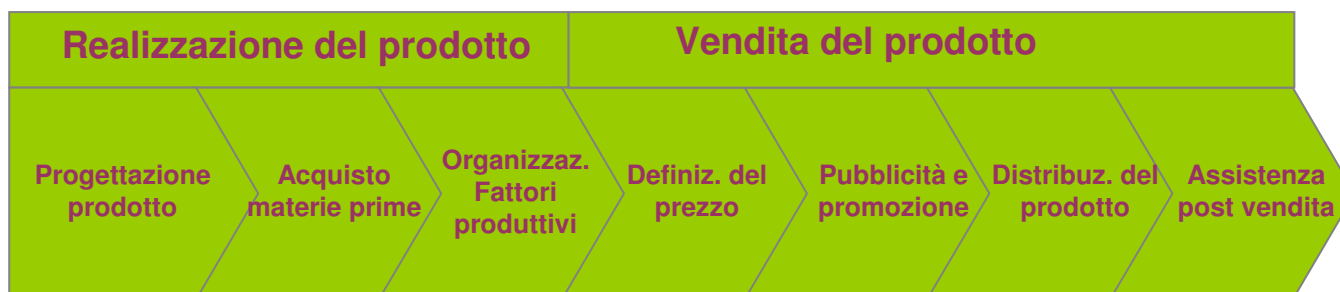 Realizzazione del prodotto
Vendita del prodotto
Progettazione
prodotto
Acquisto
materie prime
Organizzaz.
Fattori
produttivi
Definiz. del
prezzo
Pubblicità e
promozione
Distribuz. del
prodotto
Assistenza
post vendita